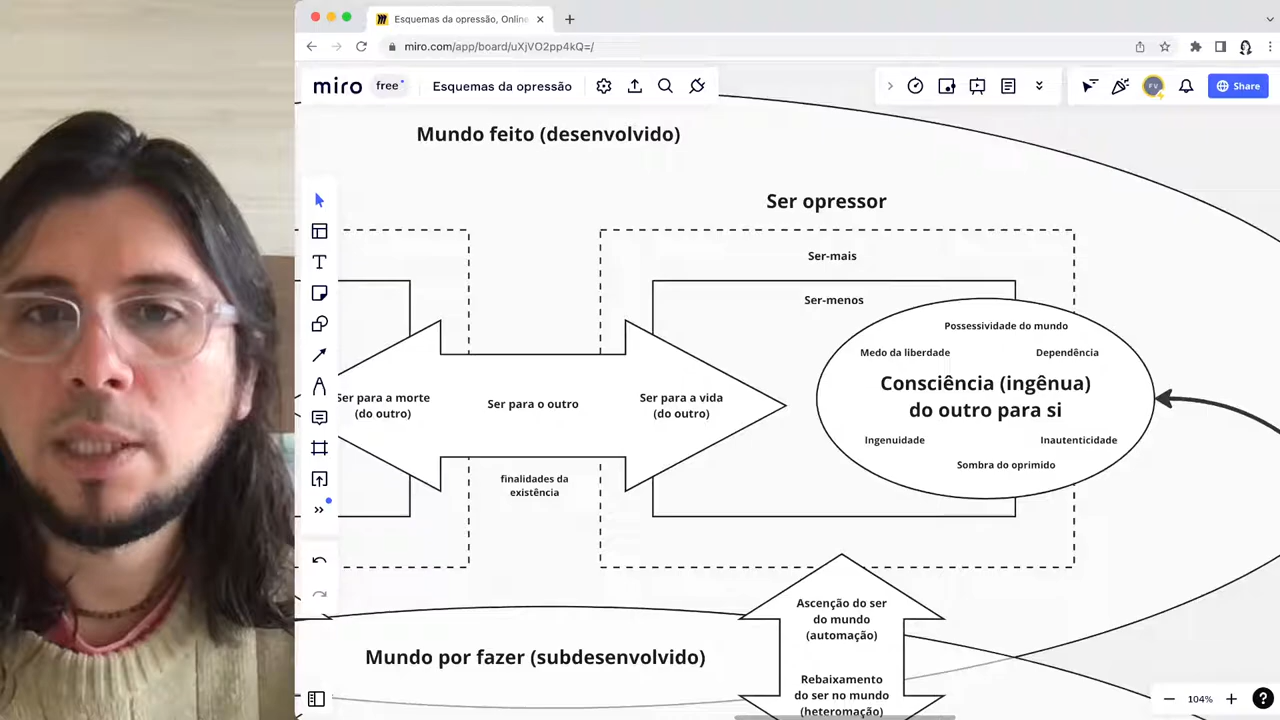 Esquemas da opressão, Online
miro.com/app/board/uXjVO2pp4kQ=/
miro
free
Esquemas da opressão
FV
Share
Mundo feito (desenvolvido)
Ser opressor
Ser-mais
Ser-menos
Possessividade do mundo
Medo da liberdade
Dependência
Consciência (ingênua)
do outro para si
Ingenuidade
Inautenticidade
Sombra do oprimido
Ser para a morte
(do outro)
Ser para o outro
Ser para a vida
(do outro)
finalidades da
existência
Ascenção do ser
do mundo
(automação)
Rebaixamento
do ser no mundo
(heteromação)
Mundo por fazer (subdesenvolvido)
104%